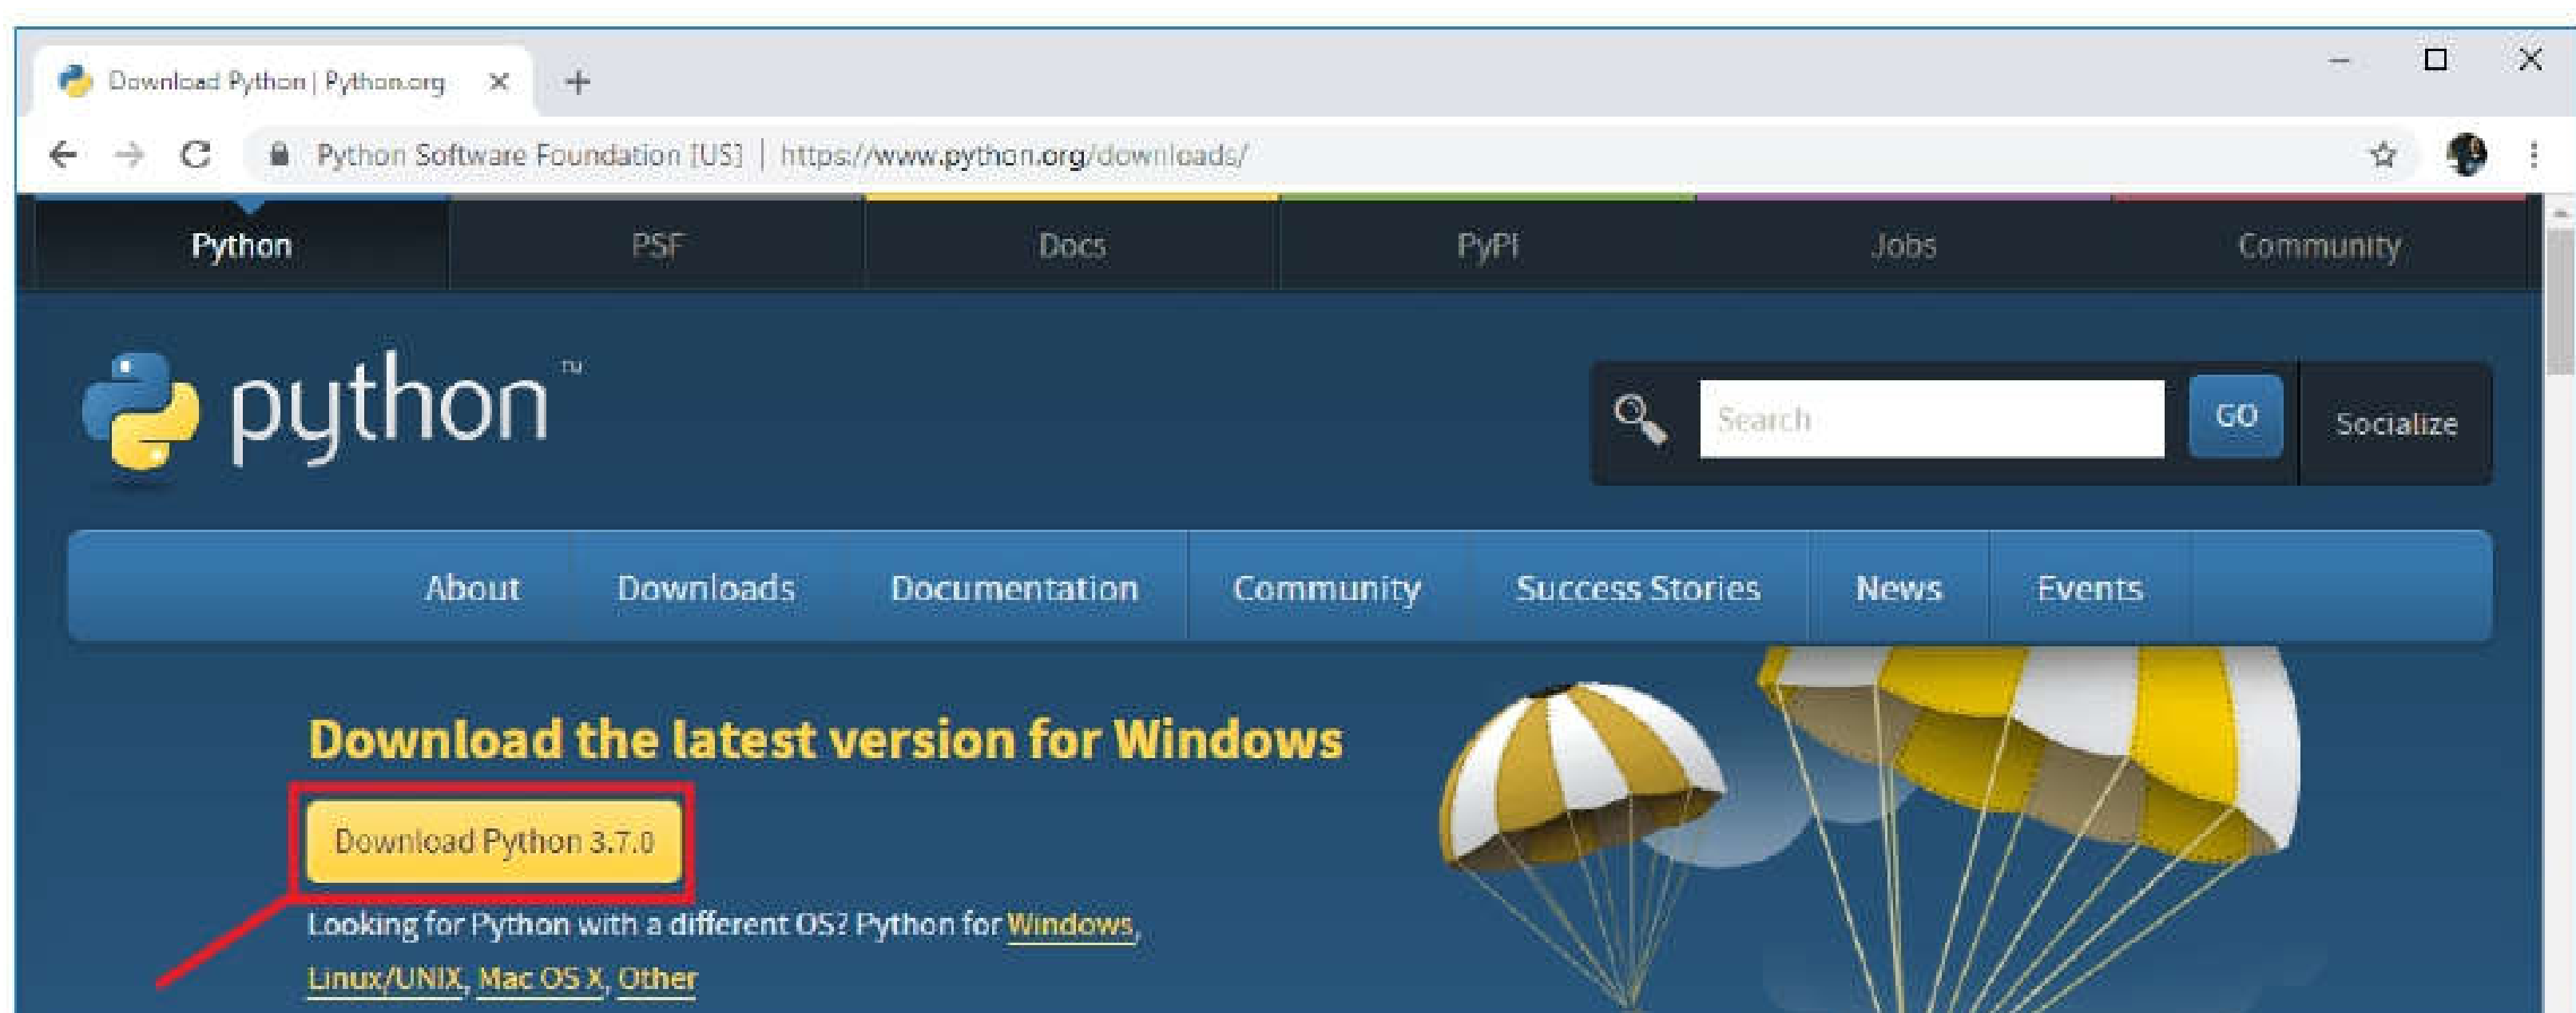 Download Python | Python.org
Python Software Foundation [US] | https://www.python.org/downloads/
Python PSF Docs PyPI Jobs Community
python™
Search GO Socialize
About Downloads Documentation Community Success Stories News Events
Download the latest version for Windows
Download Python 3.7.0
Looking for Python with a different OS? Python for Windows,
Linux/UNIX, Mac OS X, Other